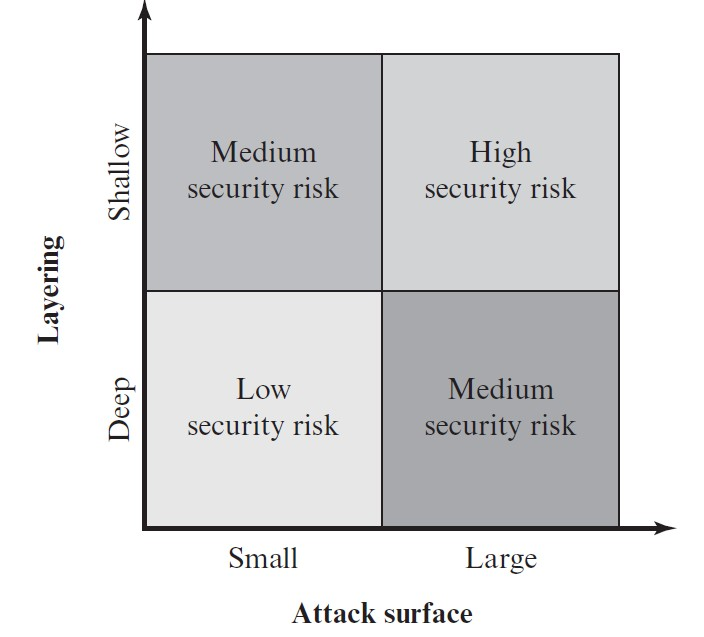 Layering
Shallow
Deep
Medium
security risk
High
security risk
Low
security risk
Medium
security risk
Small
Large
Attack surface